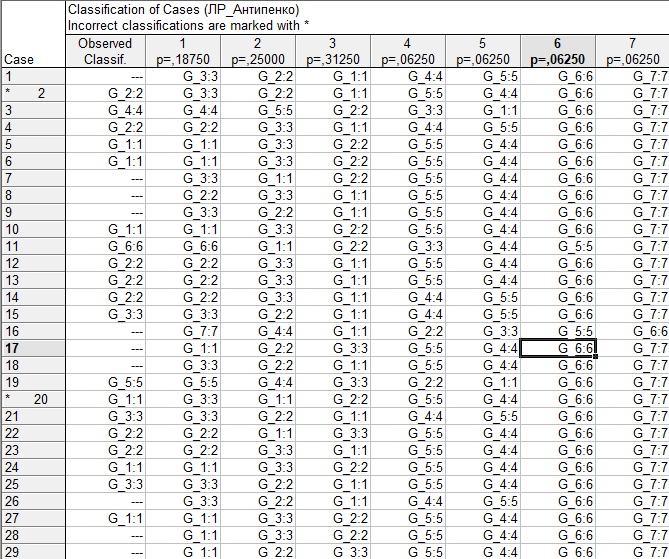 Classification of Cases (ЛР_Антипенко)
Incorrect classifications are marked with *
Case Observed Classif. 1 p=,18750 2 p=,25000 3 p=,31250 4 p=,06250 5 p=,06250 6 p=,06250 7 p=,06250
1 --- G_3:3 G_2:2 G_1:1 G_4:4 G_5:5 G_6:6 G_7:7
* 2 G_2:2 G_3:3 G_2:2 G_1:1 G_5:5 G_4:4 G_6:6 G_7:7
3 G_4:4 G_4:4 G_5:5 G_2:2 G_3:3 G_1:1 G_6:6 G_7:7
4 G_2:2 G_2:2 G_3:3 G_1:1 G_4:4 G_5:5 G_6:6 G_7:7
5 G_1:1 G_1:1 G_3:3 G_2:2 G_5:5 G_4:4 G_6:6 G_7:7
6 G_1:1 G_1:1 G_3:3 G_2:2 G_5:5 G_4:4 G_6:6 G_7:7
7 --- G_3:3 G_1:1 G_2:2 G_5:5 G_4:4 G_6:6 G_7:7
8 --- G_2:2 G_3:3 G_1:1 G_5:5 G_4:4 G_6:6 G_7:7
9 --- G_3:3 G_2:2 G_1:1 G_5:5 G_4:4 G_6:6 G_7:7
10 G_1:1 G_1:1 G_3:3 G_2:2 G_5:5 G_4:4 G_6:6 G_7:7
11 G_6:6 G_6:6 G_1:1 G_2:2 G_3:3 G_4:4 G_5:5 G_7:7
12 G_2:2 G_2:2 G_3:3 G_1:1 G_5:5 G_4:4 G_6:6 G_7:7
13 G_2:2 G_2:2 G_3:3 G_1:1 G_5:5 G_4:4 G_6:6 G_7:7
14 G_2:2 G_2:2 G_3:3 G_1:1 G_4:4 G_5:5 G_6:6 G_7:7
15 G_3:3 G_3:3 G_2:2 G_1:1 G_4:4 G_5:5 G_6:6 G_7:7
16 --- G_7:7 G_4:4 G_1:1 G_2:2 G_3:3 G_5:5 G_6:6
17 --- G_1:1 G_2:2 G_3:3 G_5:5 G_4:4 G_6:6 G_7:7
18 --- G_3:3 G_2:2 G_1:1 G_5:5 G_4:4 G_6:6 G_7:7
19 G_5:5 G_5:5 G_4:4 G_3:3 G_2:2 G_1:1 G_6:6 G_7:7
* 20 G_1:1 G_3:3 G_1:1 G_2:2 G_5:5 G_4:4 G_6:6 G_7:7
21 G_3:3 G_3:3 G_2:2 G_1:1 G_4:4 G_5:5 G_6:6 G_7:7
22 G_2:2 G_2:2 G_1:1 G_3:3 G_5:5 G_4:4 G_6:6 G_7:7
23 G_2:2 G_2:2 G_3:3 G_1:1 G_5:5 G_4:4 G_6:6 G_7:7
24 G_1:1 G_1:1 G_3:3 G_2:2 G_5:5 G_4:4 G_6:6 G_7:7
25 G_3:3 G_3:3 G_2:2 G_1:1 G_5:5 G_4:4 G_6:6 G_7:7
26 --- G_3:3 G_2:2 G_1:1 G_4:4 G_5:5 G_6:6 G_7:7
27 G_1:1 G_1:1 G_3:3 G_2:2 G_5:5 G_4:4 G_6:6 G_7:7
28 --- G_1:1 G_3:3 G_2:2 G_5:5 G_4:4 G_6:6 G_7:7
29 --- G_1:1 G_2:2 G_3:3 G_5:5 G_4:4 G_6:6 G_7:7